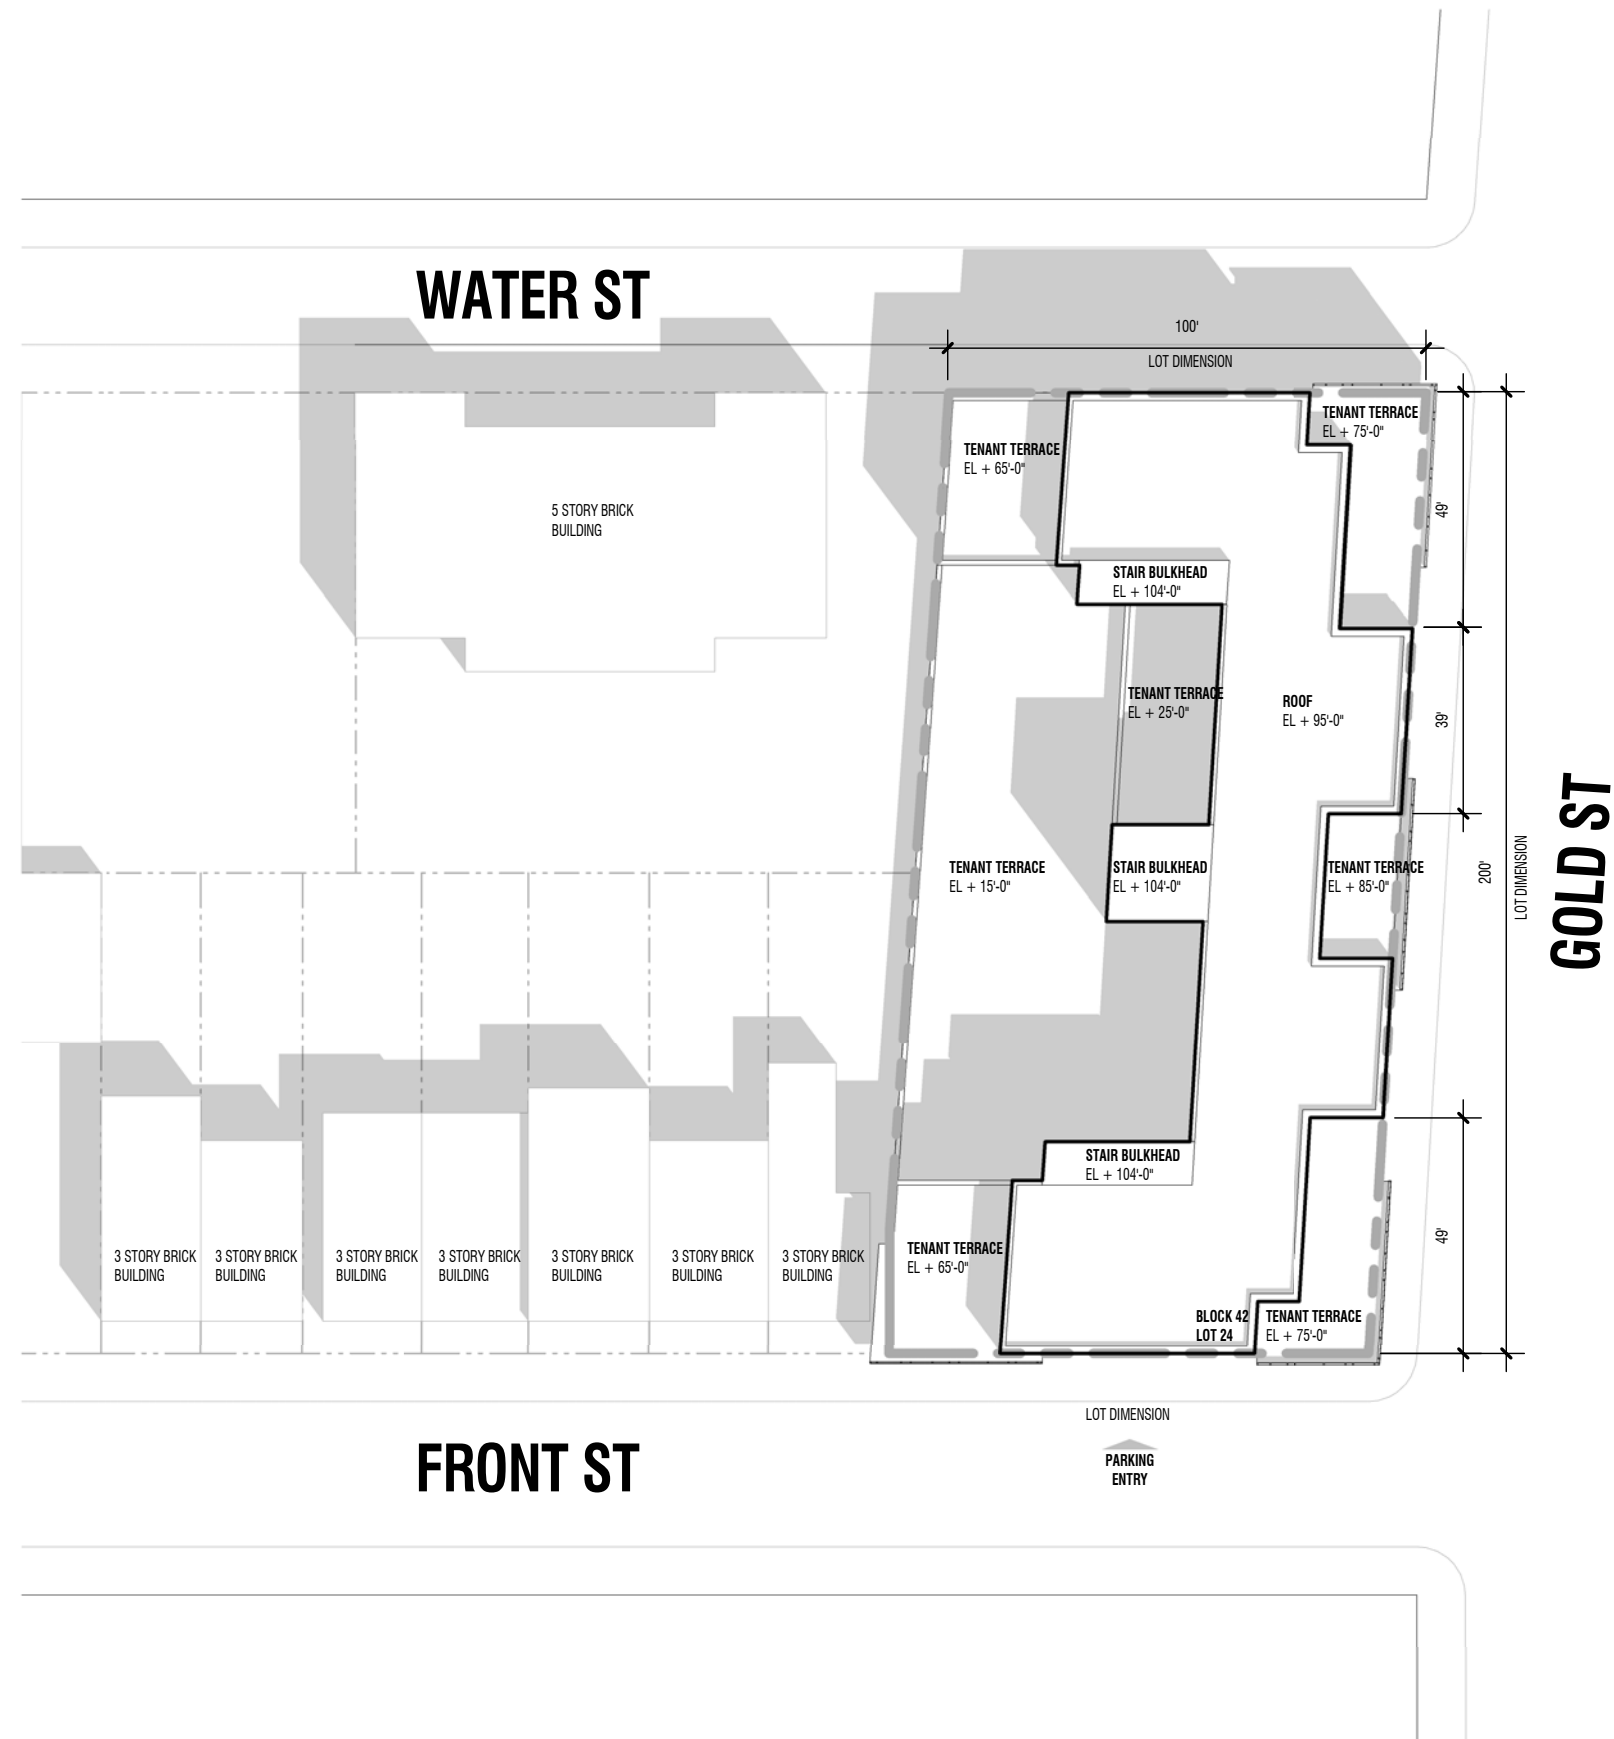 WATER ST
100'
LOT DIMENSION
TENANT TERRACE
EL + 75'-0"
TENANT TERRACE
EL + 65'-0"
5 STORY BRICK
BUILDING
49'
STAIR BULKHEAD
EL + 104'-0"
TENANT TERRACE
EL + 25'-0"
ROOF
EL + 95'-0"
39'
GOLD ST
TENANT TERRACE
EL + 15'-0"
STAIR BULKHEAD
EL + 104'-0"
TENANT TERRACE
EL + 85'-0"
200'
LOT DIMENSION
STAIR BULKHEAD
EL + 104'-0"
49'
3 STORY BRICK
BUILDING
3 STORY BRICK
BUILDING
3 STORY BRICK
BUILDING
3 STORY BRICK
BUILDING
3 STORY BRICK
BUILDING
3 STORY BRICK
BUILDING
3 STORY BRICK
BUILDING
TENANT TERRACE
EL + 65'-0"
BLOCK 42
LOT 24
TENANT TERRACE
EL + 75'-0"
LOT DIMENSION
PARKING
ENTRY
FRONT ST